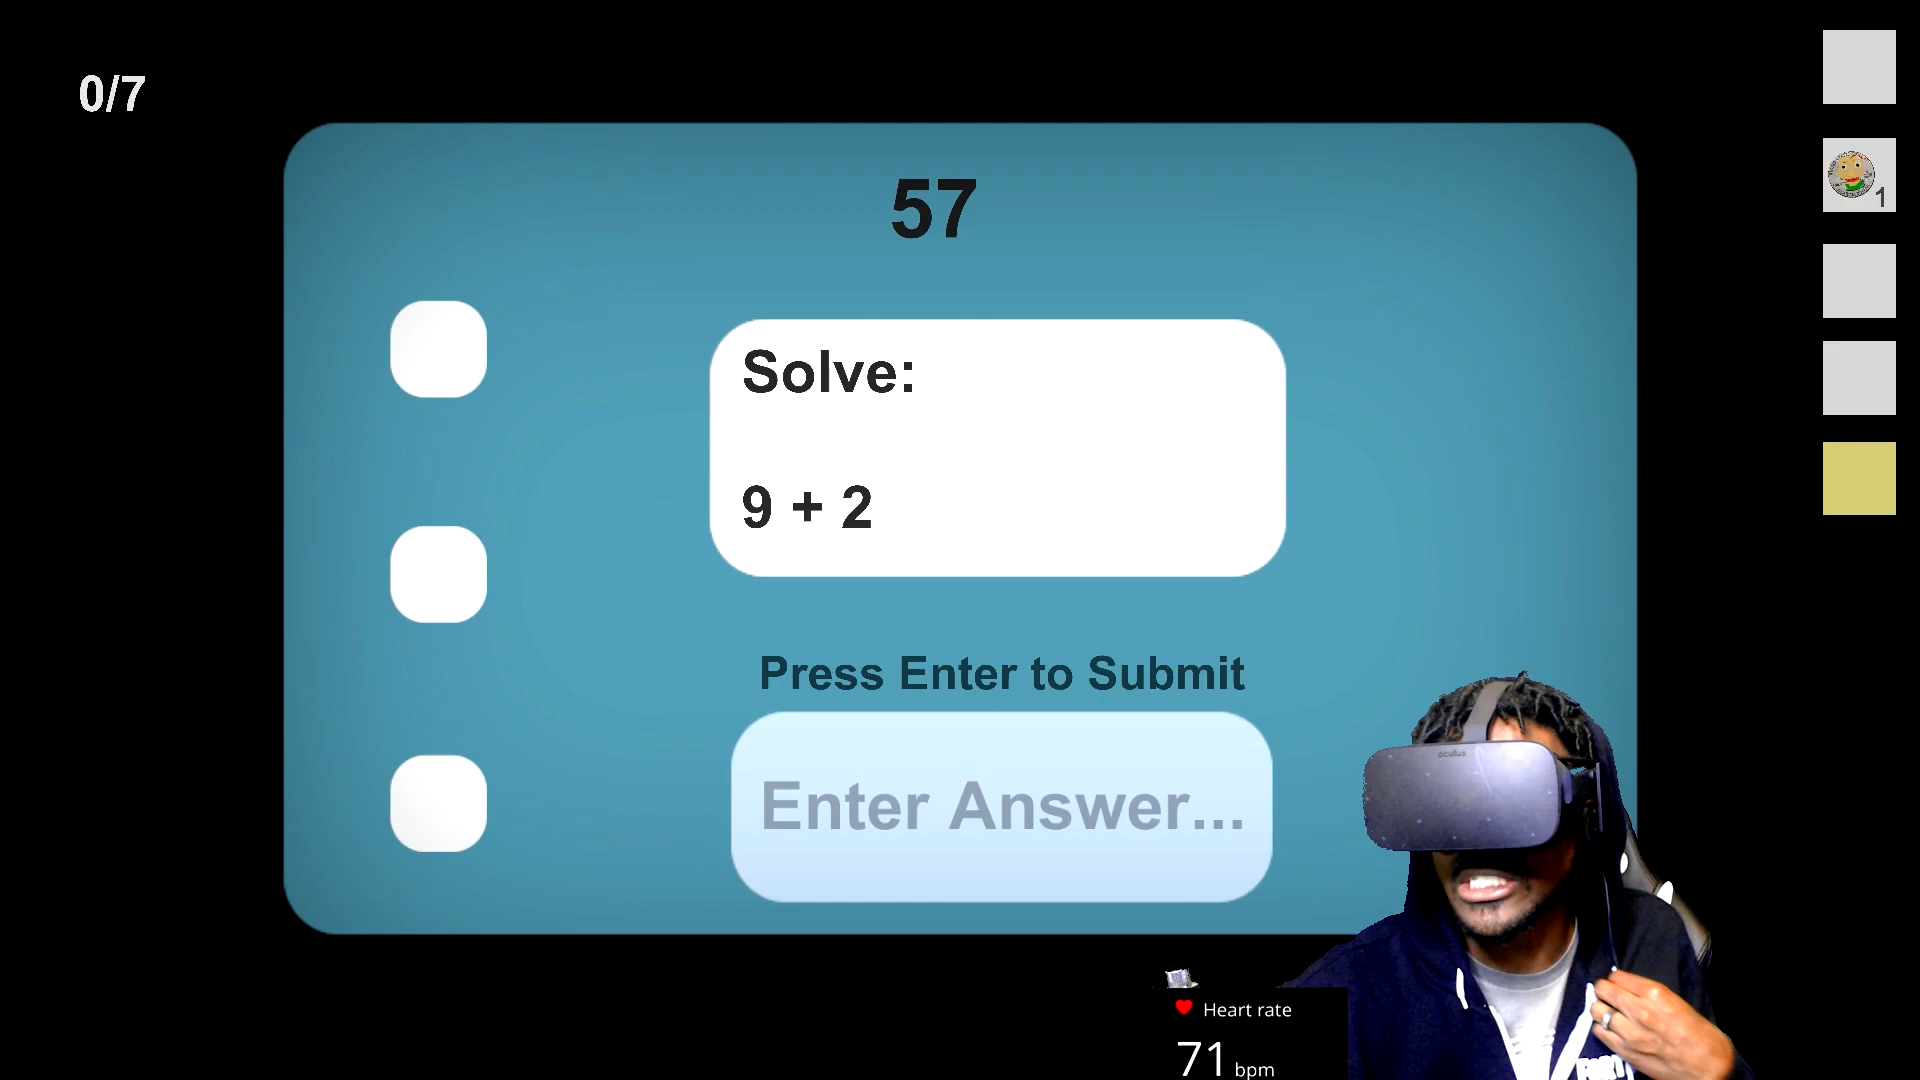 0/7
57
Solve:
9 + 2
Press Enter to Submit
Enter Answer...
1
oculus
Heart rate
71 bpm